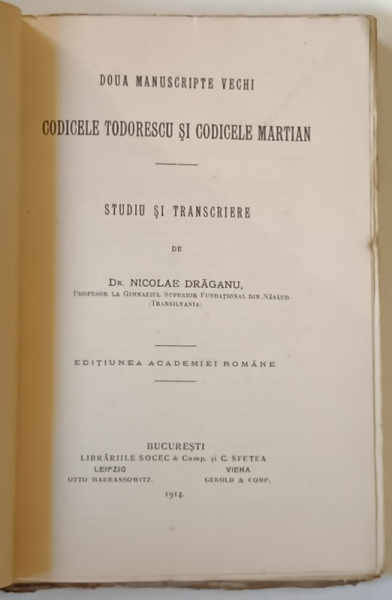 DOUA MANUSCRIPTE VECHI
CODICELE TODORESCU ŞI CODICELE MARTIAN
STUDIU ŞI TRANSCRIERE
DE
DR. NICOLAE DRĂGANU,
PROFESOR LA GIMNAZIUL SUPERIOR FUNDAŢIONAL DIN NĂSĂUD
(TRANSILVANIA).
EDIŢIUNEA ACADEMIEI ROMÂNE
BUCUREŞTI
LIBRĂRIILE SOCEC & Comp. şi C. SFETEA
LEIPZIG VIENA
OTTO HARRASSOWITZ. GEROLD & COMP.
1914.